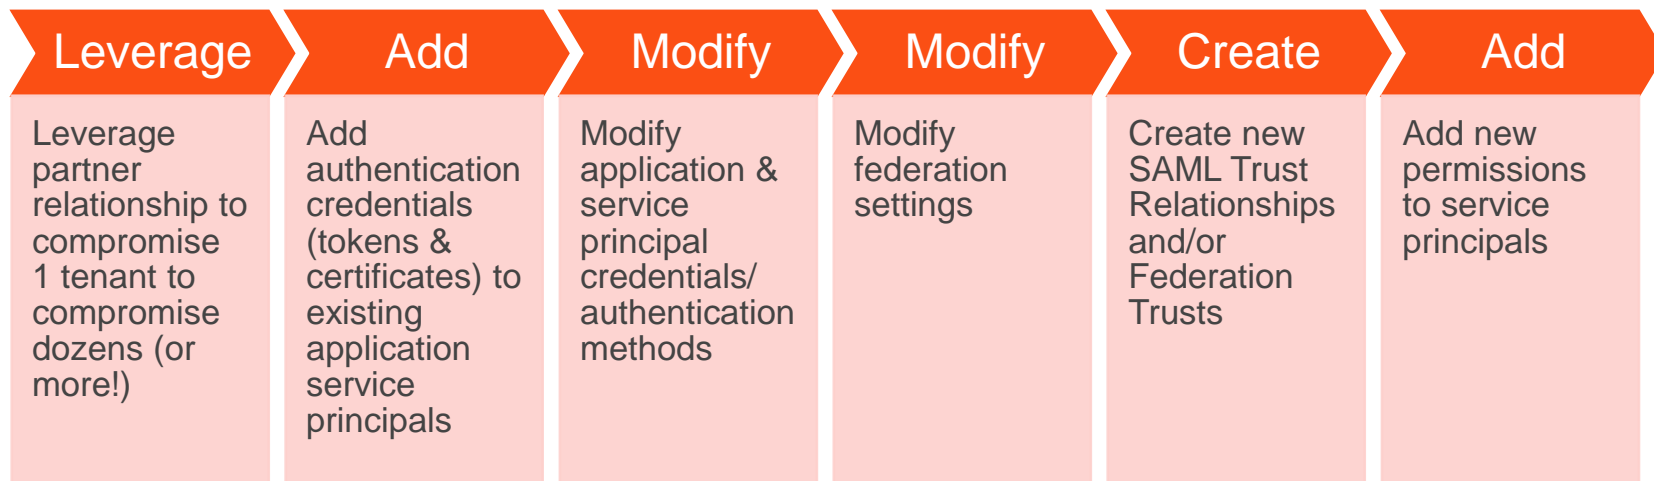 Leverage
Add
Modify
Modify
Create
Add
Leverage
partner
relationship to
compromise
1 tenant to
compromise
dozens (or
more!)
Add
authentication
credentials
(tokens &
certificates) to
existing
application
service
principals
Modify
application &
service
principal
credentials/
authentication
methods
Modify
federation
settings
Create new
SAML Trust
Relationships
and/or
Federation
Trusts
Add new
permissions
to service
principals